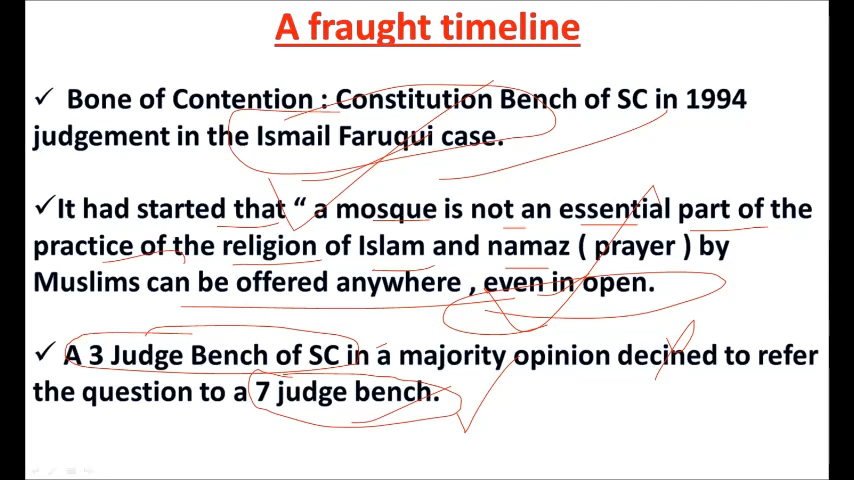 A fraught timeline
✓ Bone of Contention : Constitution Bench of SC in 1994
judgement in the Ismail Faruqui case.
✓It had started that “ a mosque is not an essential part of the
practice of the religion of Islam and namaz ( prayer ) by
Muslims can be offered anywhere , even in open.
✓ A 3 Judge Bench of SC in a majority opinion decined to refer
the question to a 7 judge bench.